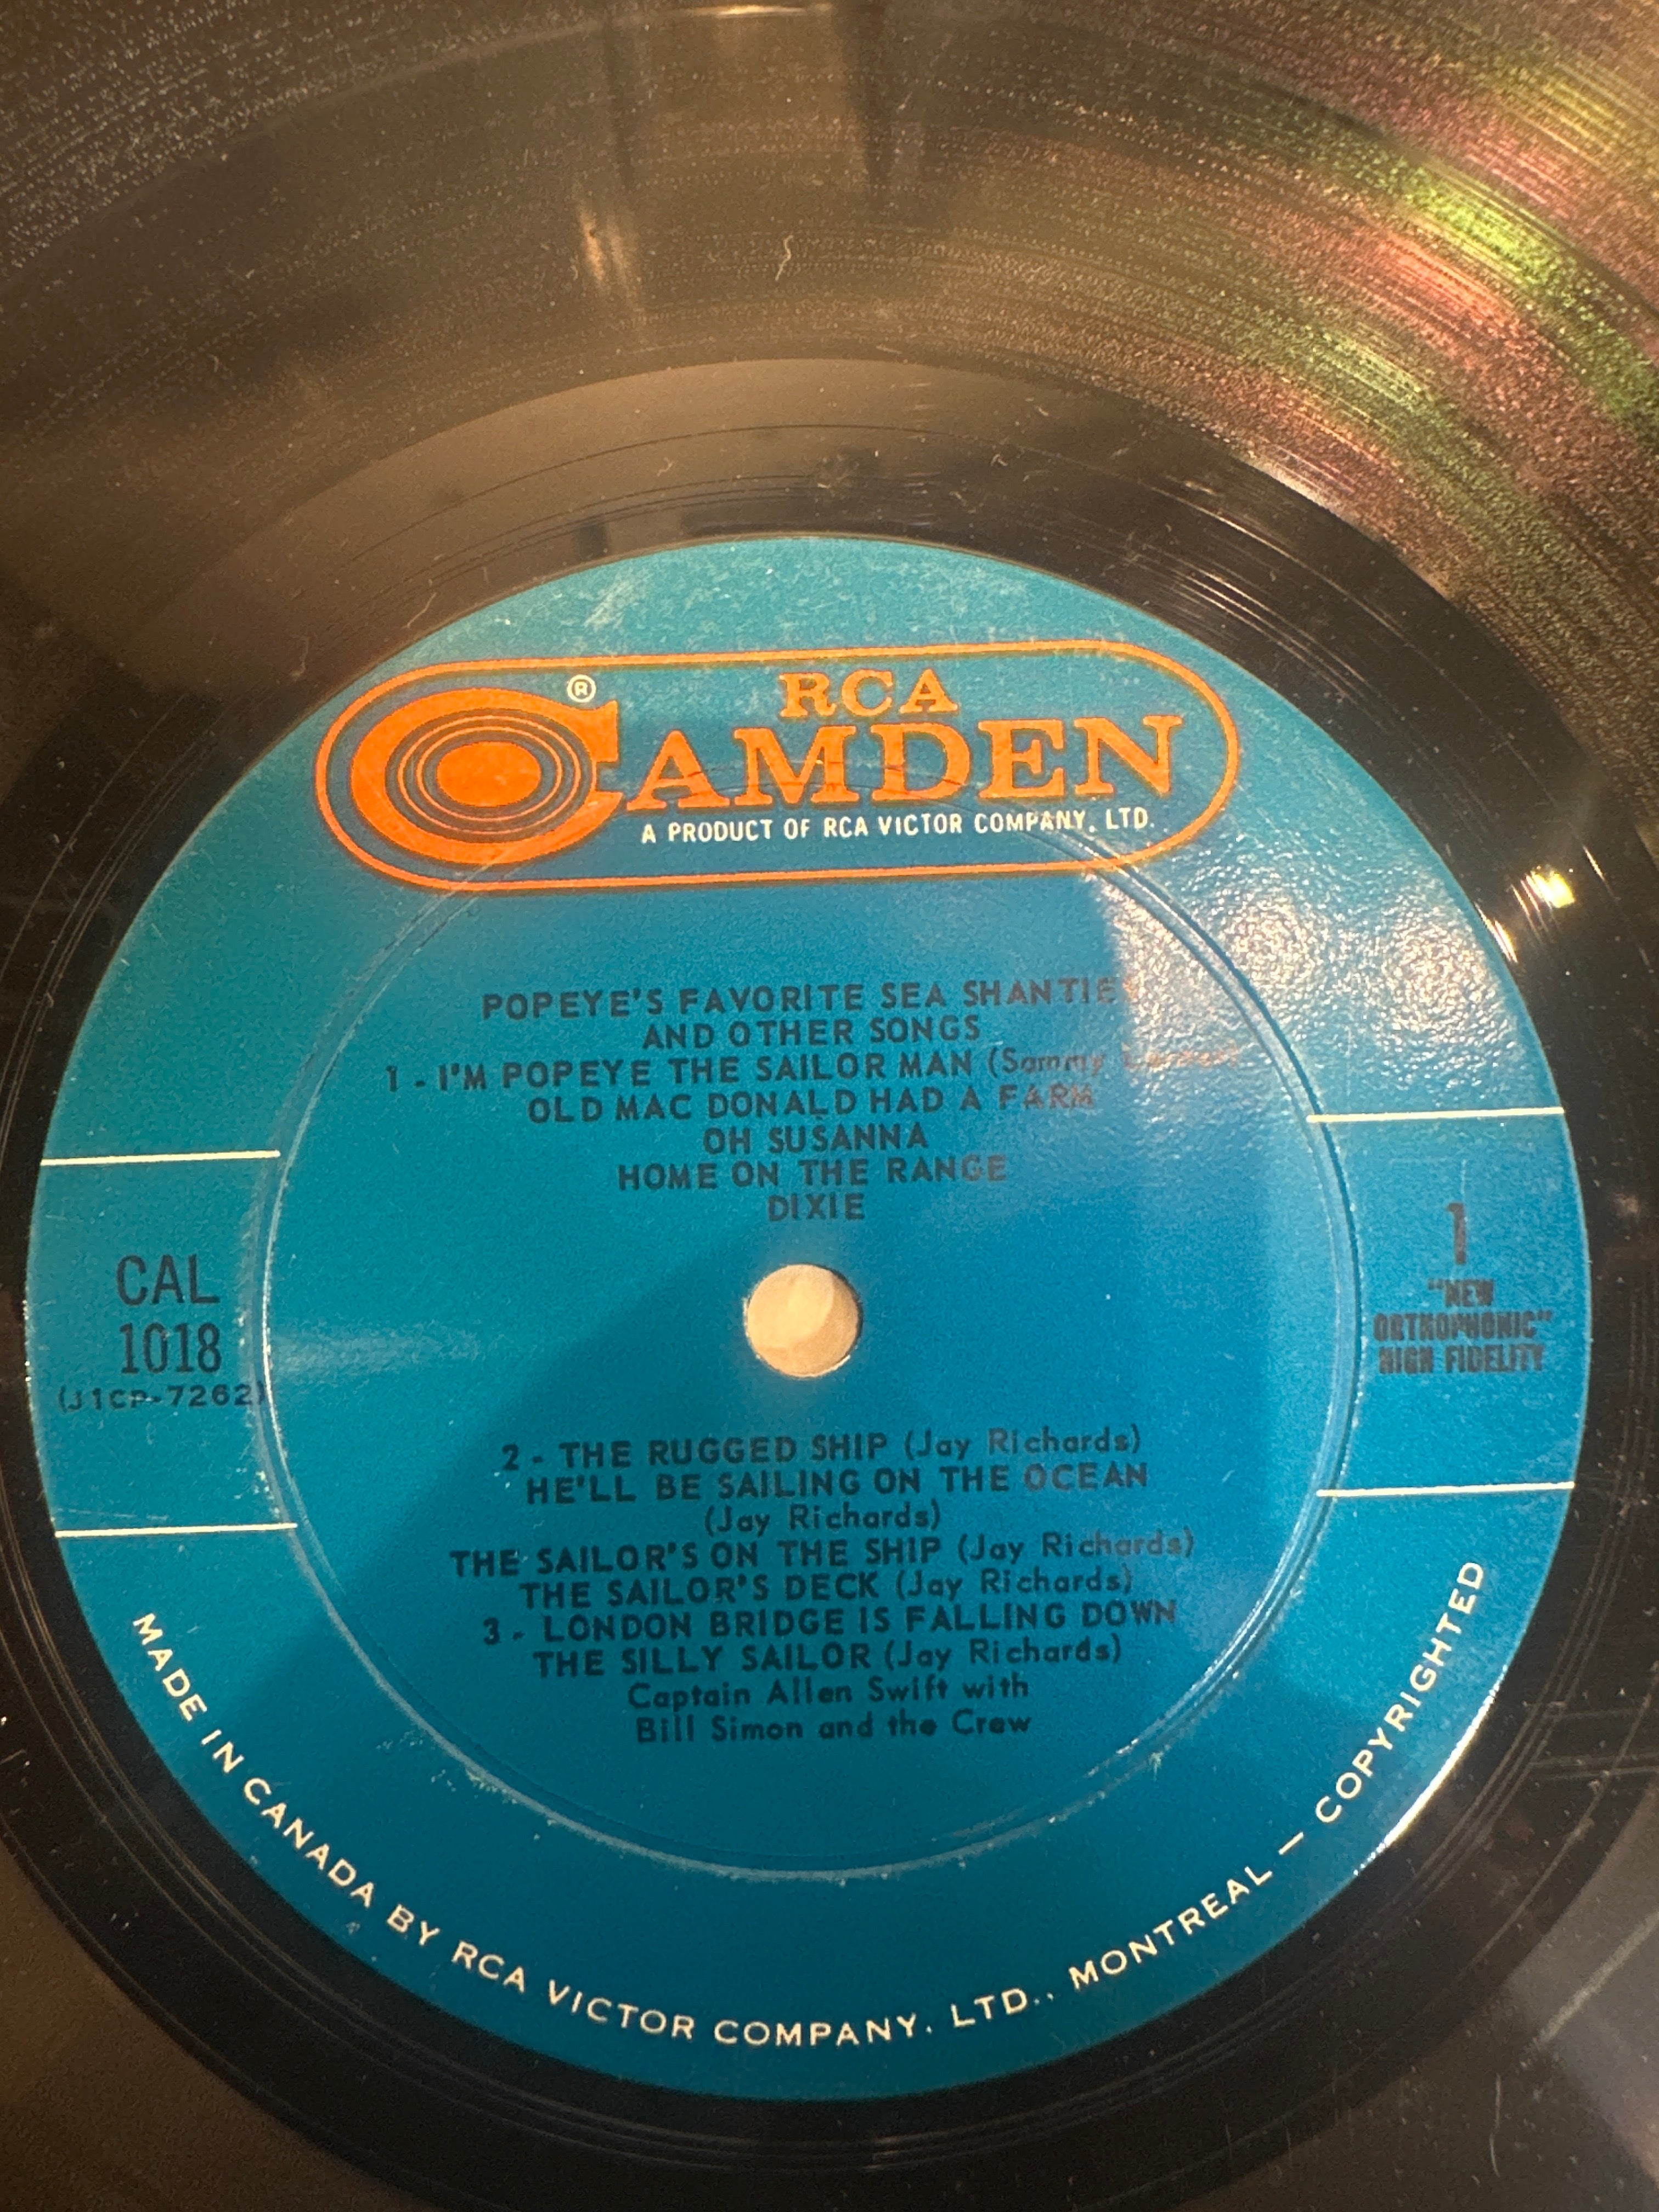 ®
RCA
CAMDEN
A PRODUCT OF RCA VICTOR COMPANY, LTD.
POPEYE'S FAVORITE SEA SHANTIES
AND OTHER SONGS
1 - I'M POPEYE THE SAILOR MAN (Sammy
OLD MAC DONALD HAD A FARM
OH SUSANNA
HOME ON THE RANGE
DIXIE
CAL
1018
(J1CP-7262)
1
"NEW
ORTHOPHONIC"
HIGH FIDELITY
2 - THE RUGGED SHIP (Jay Richards)
HE'LL BE SAILING ON THE OCEAN
(Jay Richards)
THE SAILOR'S ON THE SHIP (Jay Richards)
THE SAILOR'S DECK (Jay Richards)
3 - LONDON BRIDGE IS FALLING DOWN
THE SILLY SAILOR (Jay Richards)
Captain Allen Swift with
Bill Simon and the Crew
MADE IN CANADA BY RCA VICTOR COMPANY, LTD., MONTREAL — COPYRIGHTED